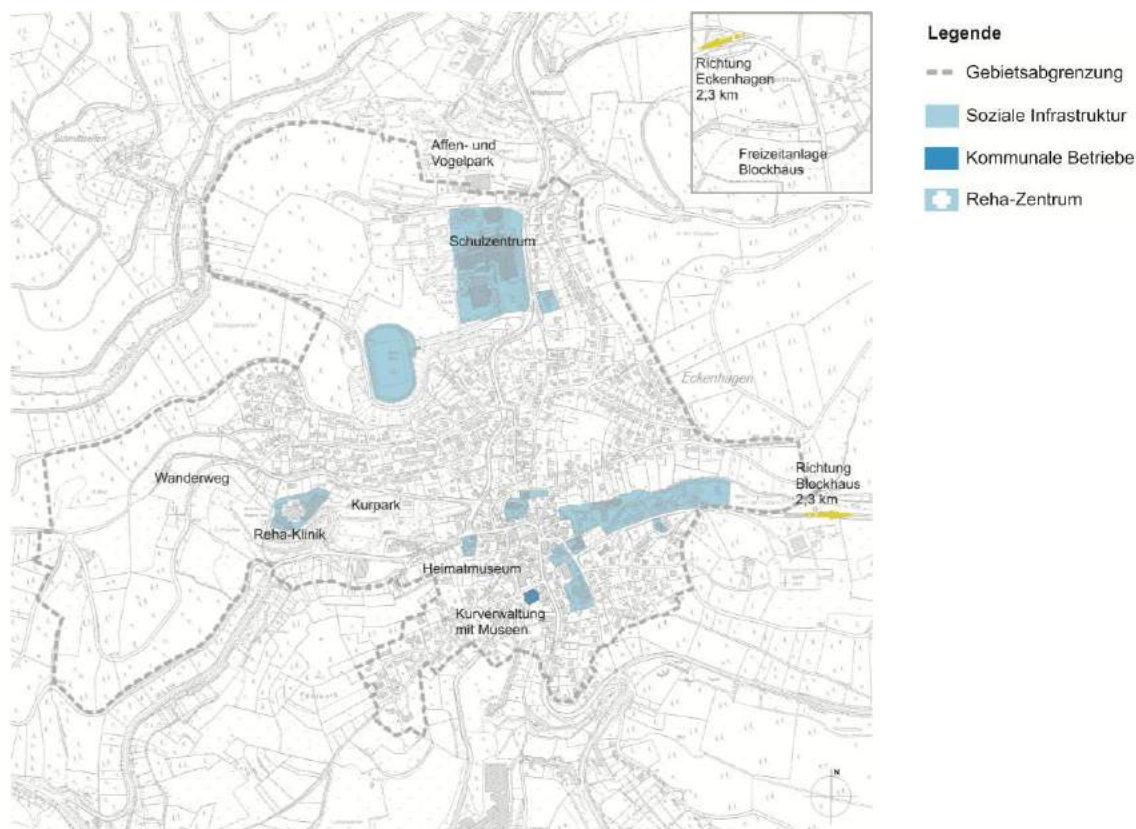 Richtung
Eckenhagen
2,3 km
Freizeitanlage
Blockhaus
Affen- und
Vogelpark
Schulzentrum
Eckenhagen
Wanderweg
Kurpark
Reha-Klinik
Richtung
Blockhaus
2,3 km
Heimatmuseum
Kurverwaltung
mit Museen
N
Legende
Gebietsabgrenzung
Soziale Infrastruktur
Kommunale Betriebe
Reha-Zentrum